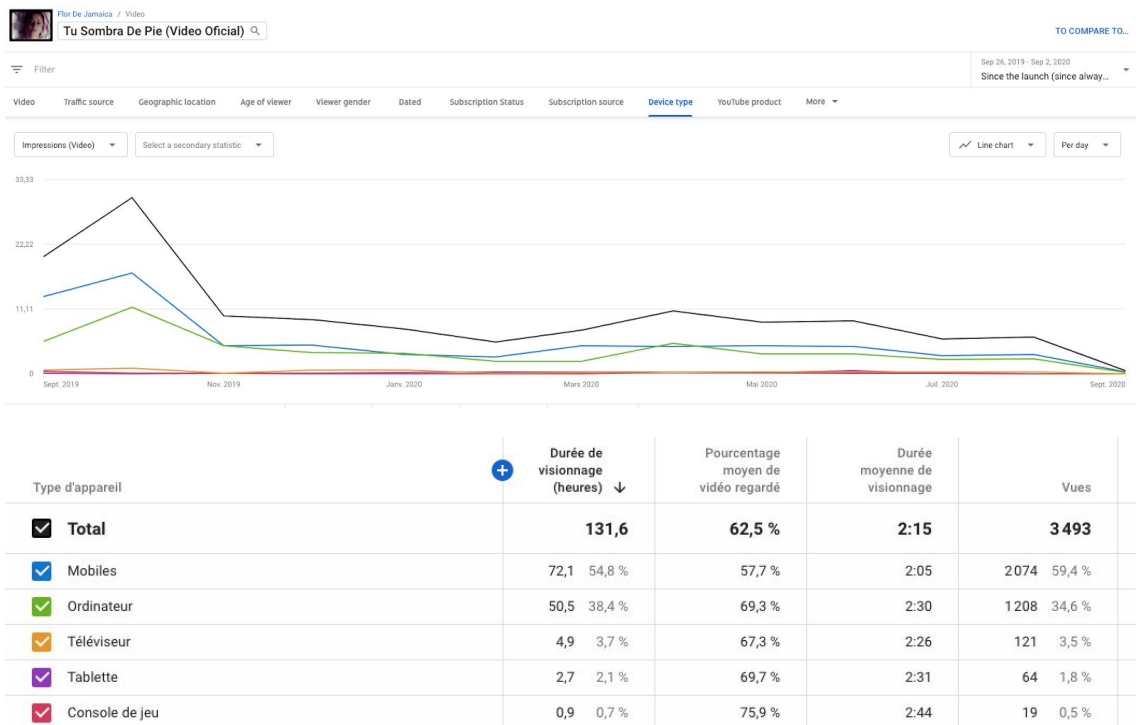 Flor De Jamaica / Video
Tu Sombra De Pie (Video Oficial)
TO COMPARE TO...
Filter
Sep 26, 2019 - Sep 2, 2020
Since the launch (since alway...
Video Traffic source Geographic location Age of viewer Viewer gender Dated Subscription Status Subscription source Device type YouTube product More
Impressions (Video) Select a secondary statistic Line chart Per day
33,33
22,22
11,11
0
Sept. 2019 Nov. 2019 Janv. 2020 Mars 2020 Mai 2020 Juil. 2020 Sept. 2020
Type d'appareil
Durée de
visionnage
(heures)
Pourcentage
moyen de
vidéo regardé
Durée
moyenne de
visionnage
Vues
Total 131,6 62,5 % 2:15 3 493
Mobiles 72,1 54,8 % 57,7 % 2:05 2 074 59,4 %
Ordinateur 50,5 38,4 % 69,3 % 2:30 1 208 34,6 %
Téléviseur 4,9 3,7 % 67,3 % 2:26 121 3,5 %
Tablette 2,7 2,1 % 69,7 % 2:31 64 1,8 %
Console de jeu 0,9 0,7 % 75,9 % 2:44 19 0,5 %